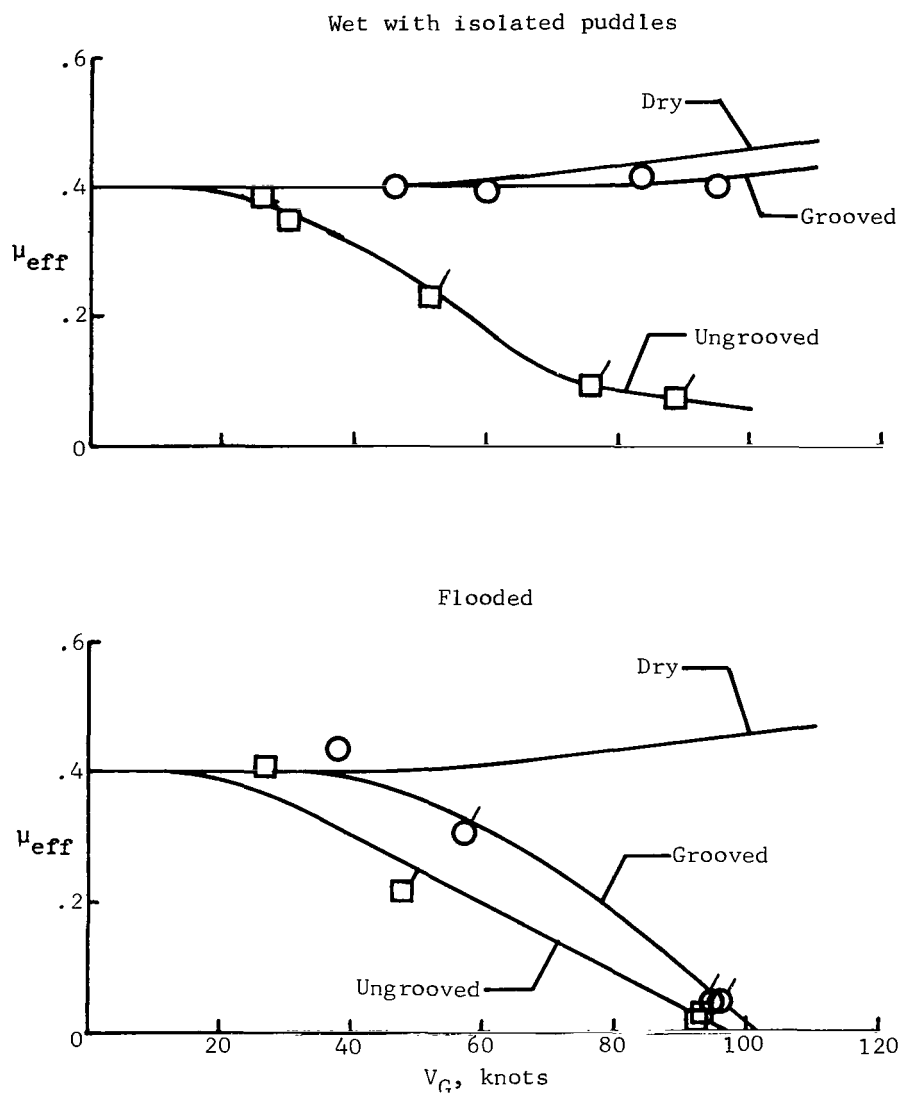 Wet with isolated puddles
.6
Dry
.4
Grooved
μeff
.2
Ungrooved
0
Flooded
.6
Dry
.4
μeff
Grooved
.2
Ungrooved
0
20 40 60 80 100 120
VG, knots